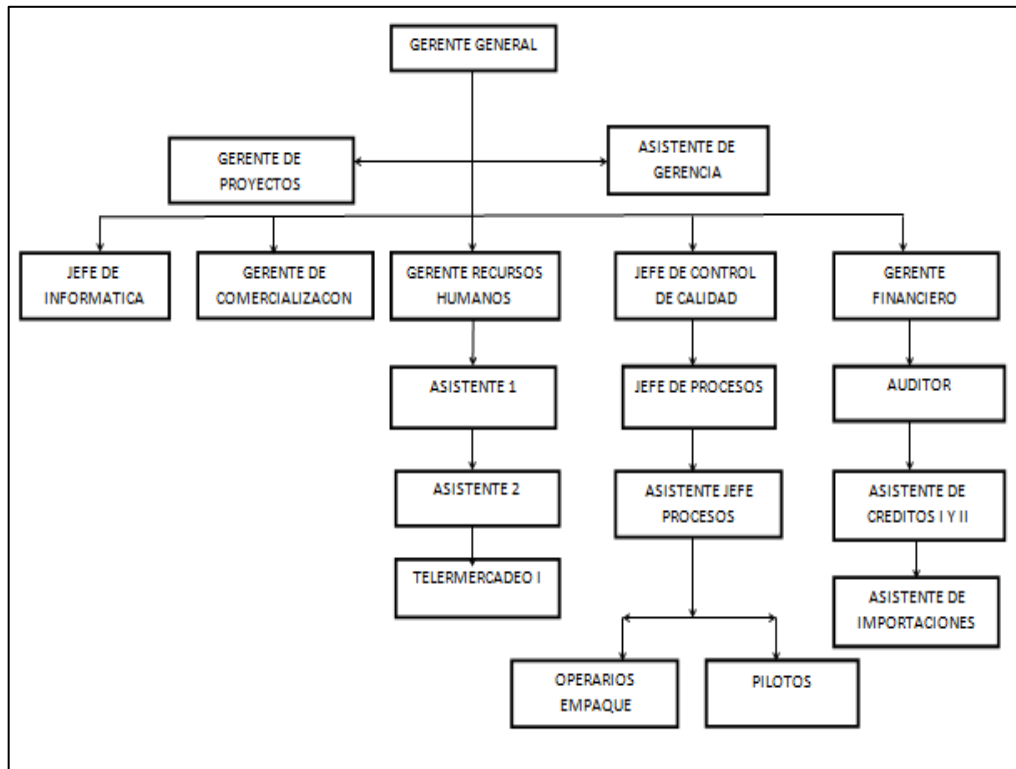 GERENTE GENERAL
GERENTE DE
PROYECTOS
ASISTENTE DE
GERENCIA
JEFE DE
INFORMATICA
GERENTE DE
COMERCIALIZACON
GERENTE RECURSOS
HUMANOS
JEFE DE CONTROL
DE CALIDAD
GERENTE
FINANCIERO
ASISTENTE 1
JEFE DE PROCESOS
AUDITOR
ASISTENTE 2
ASISTENTE JEFE
PROCESOS
ASISTENTE DE
CREDITOS I Y II
TELERMERCADEO I
ASISTENTE DE
IMPORTACIONES
OPERARIOS
EMPAQUE
PILOTOS